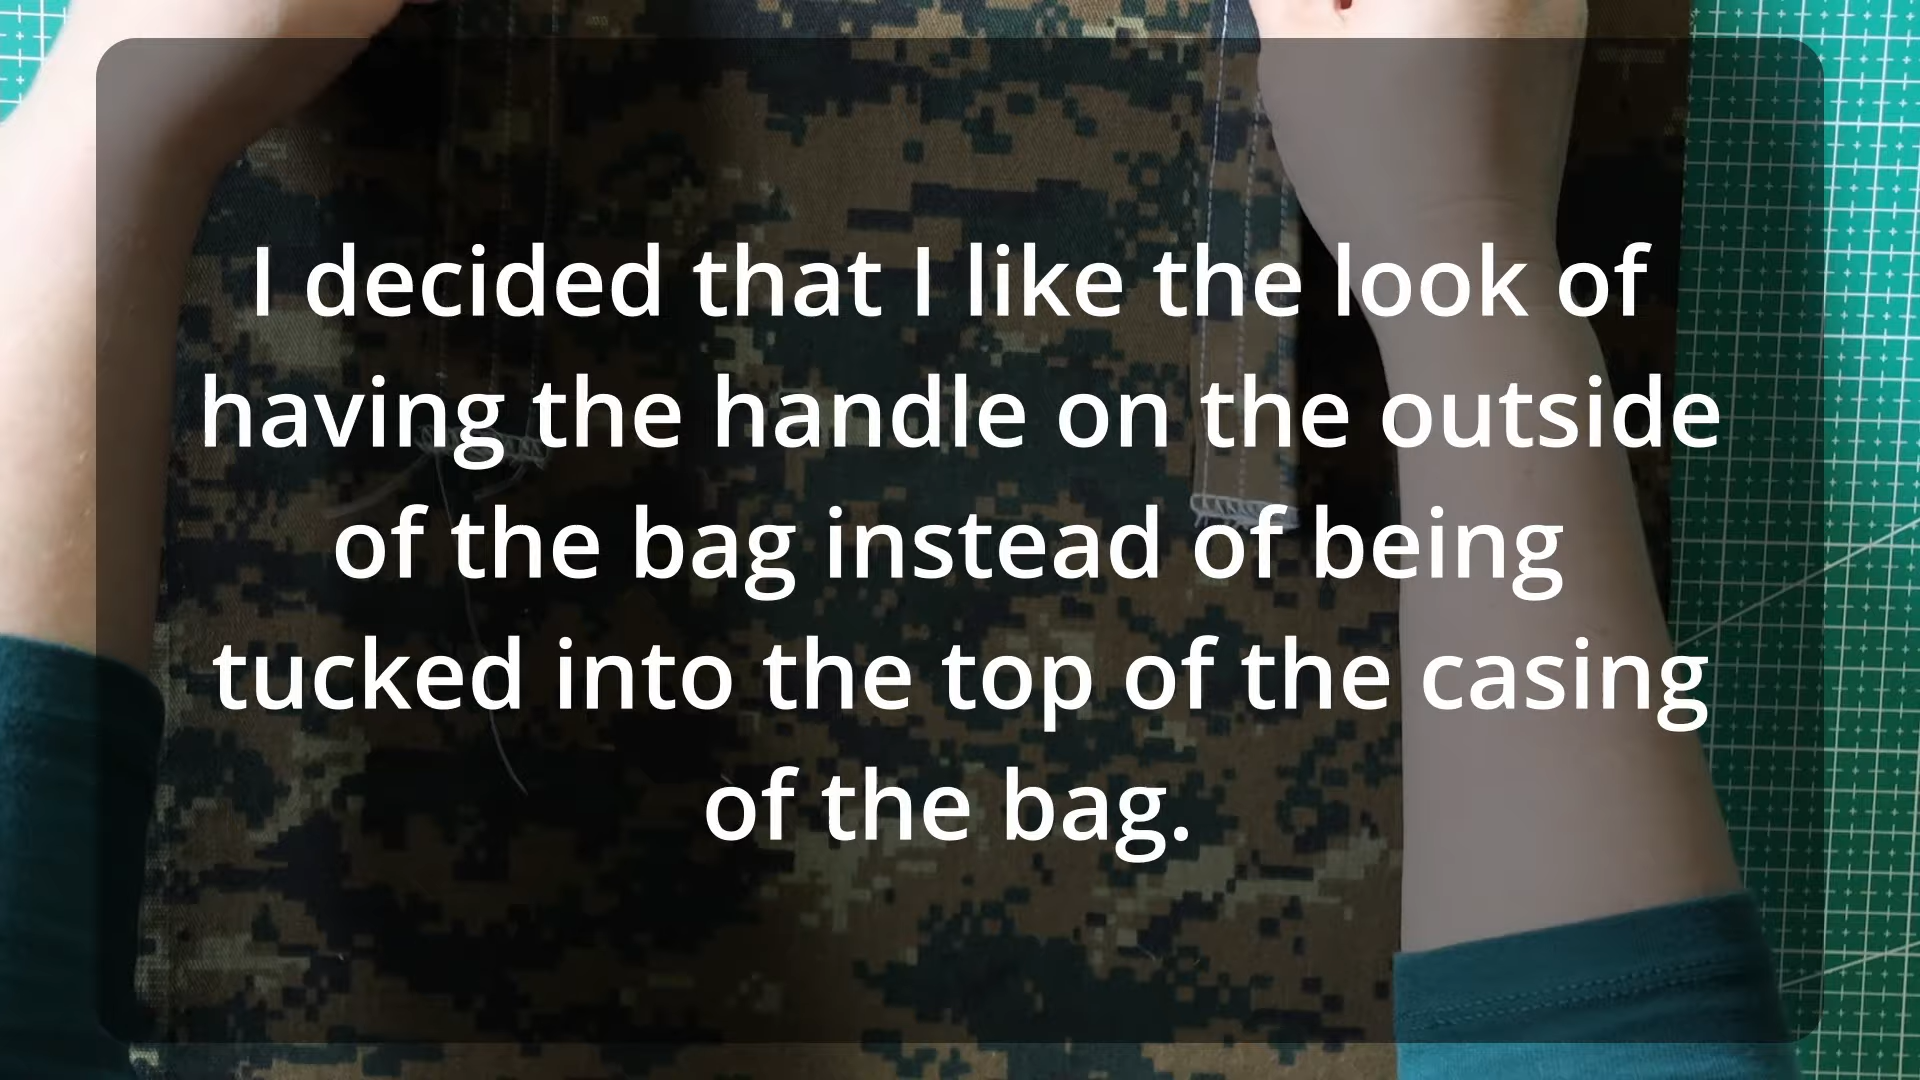 I decided that I like the look of
having the handle on the outside
of the bag instead of being
tucked into the top of the casing
of the bag.